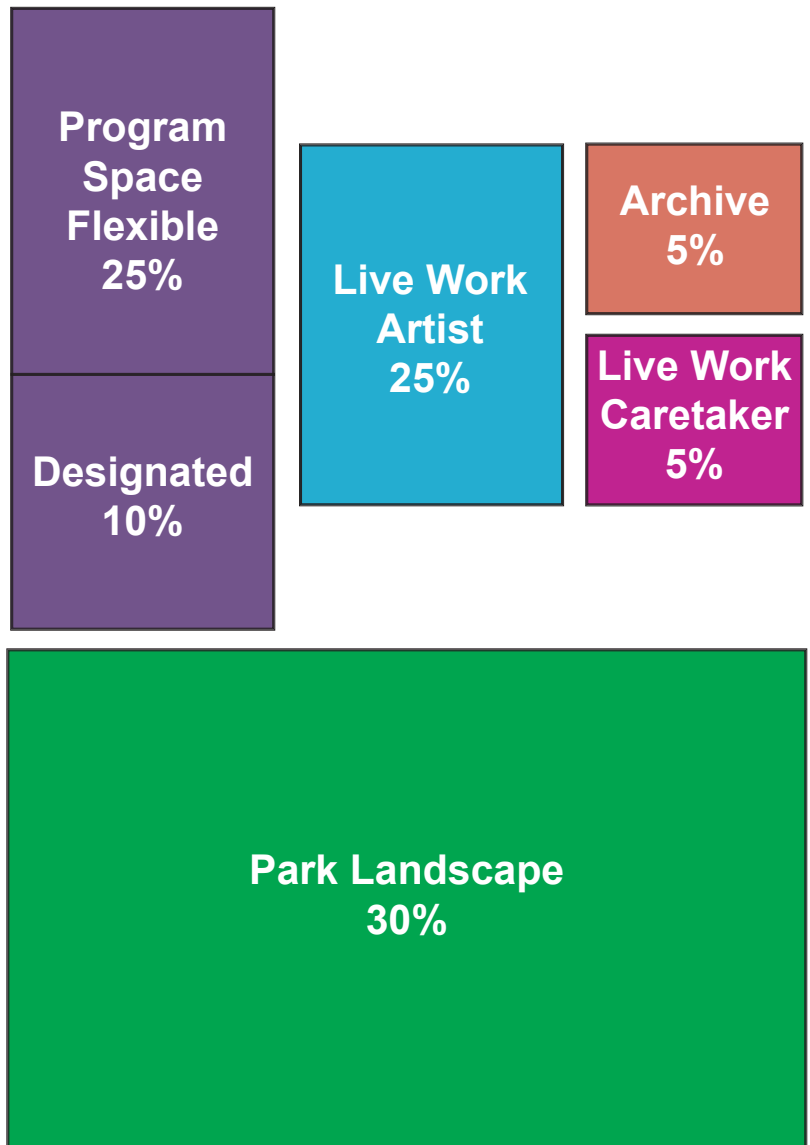 Program
Space
Flexible
25%
Designated
10%
Live Work
Artist
25%
Archive
5%
Live Work
Caretaker
5%
Park Landscape
30%